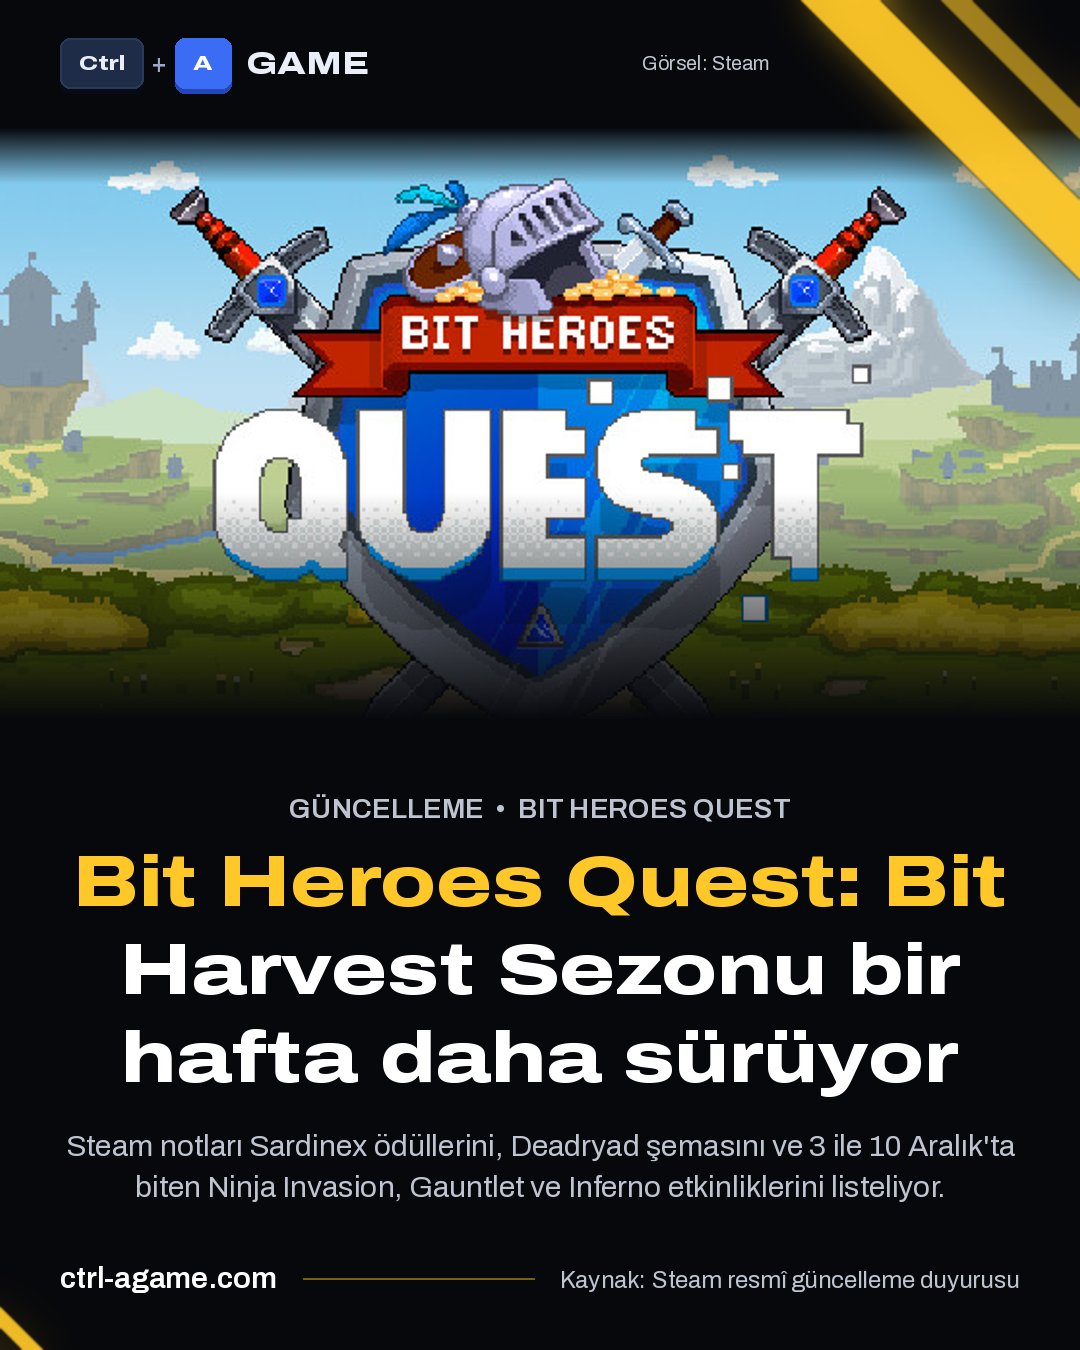 Ctrl + A GAME
Görsel: Steam
BIT HEROES
QUEST
GÜNCELLEME • BIT HEROES QUEST
Bit Heroes Quest: Bit
Harvest Sezonu bir
hafta daha sürüyor
Steam notları Sardinex ödüllerini, Deadryad şemasını ve 3 ile 10 Aralık'ta
biten Ninja Invasion, Gauntlet ve Inferno etkinliklerini listeliyor.
ctrl-agame.com
Kaynak: Steam resmî güncelleme duyurusu